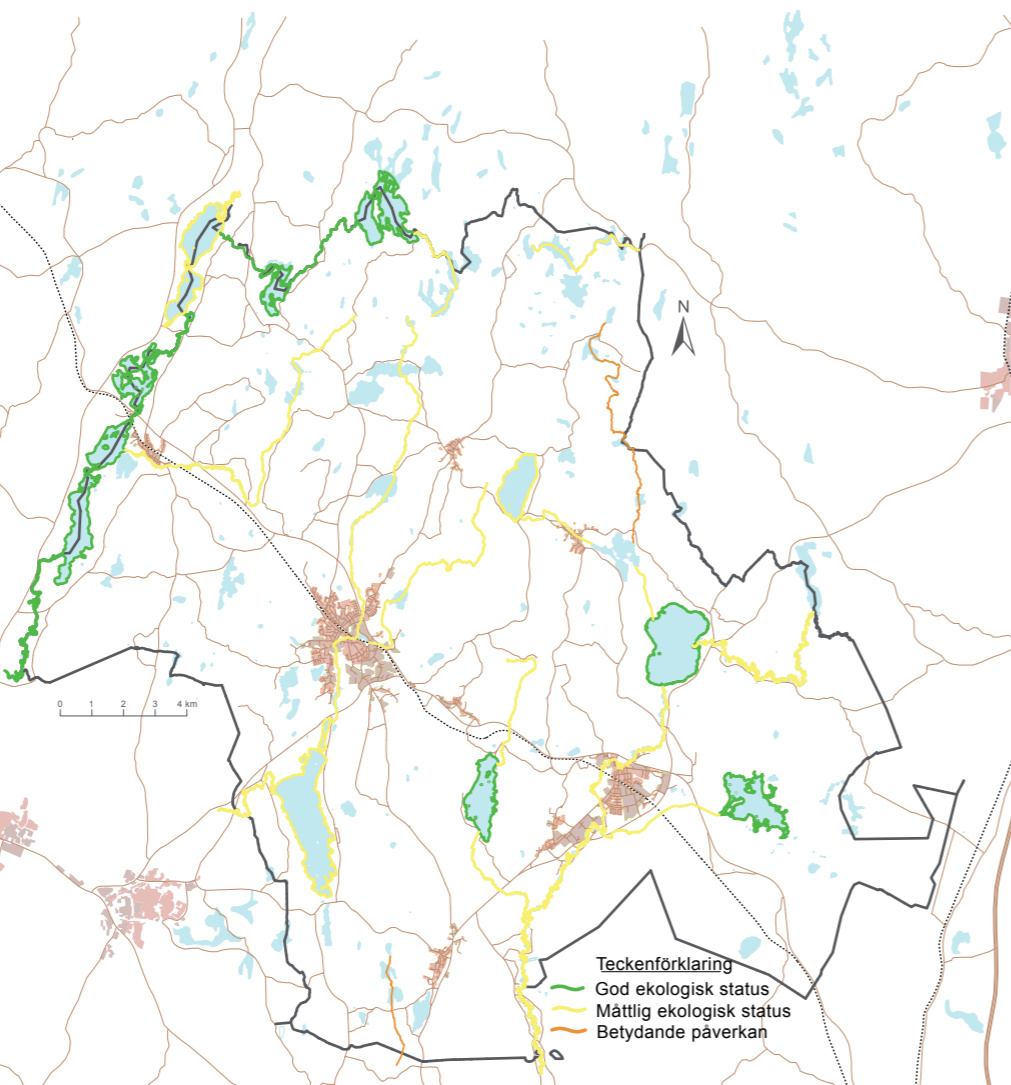 N
0 1 2 3 4 km
Teckenförklaring
God ekologisk status
Måttlig ekologisk status
Betydande påverkan